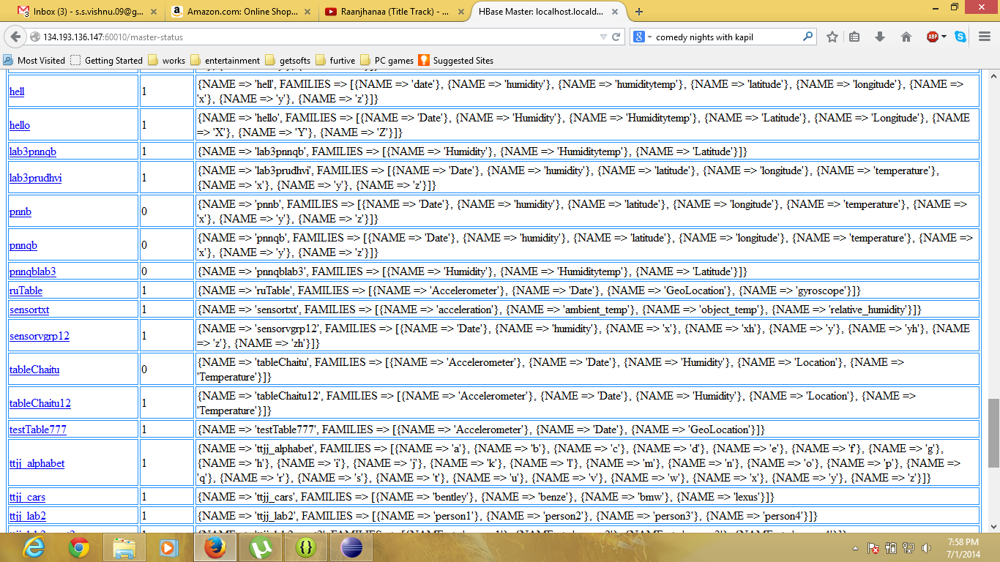 Inbox (3) - s.s.vishnu.09@g...
Amazon.com: Online Shop...
Raanjhanaa (Title Track) - ...
HBase Master: localhost.locald...
134.193.136.147:60010/master-status
comedy nights with kapil
ABP
Most Visited
Getting Started
works
entertainment
getsofts
furtive
PC games
Suggested Sites
hell 1 {NAME => 'hell', FAMILIES => [{NAME => 'date'}, {NAME => 'humidity'}, {NAME => 'humiditytemp'}, {NAME => 'latitude'}, {NAME => 'longitude'}, {NAME =>
'x'}, {NAME => 'y'}, {NAME => 'z'}]}
hello 1 {NAME => 'hello', FAMILIES => [{NAME => 'Date'}, {NAME => 'Humidity'}, {NAME => 'Humiditytemp'}, {NAME => 'Latitude'}, {NAME => 'Longitude'}, {NAME
=> 'X'}, {NAME => 'Y'}, {NAME => 'Z'}]}
lab3pnnqb 1 {NAME => 'lab3pnnqb', FAMILIES => [{NAME => 'Humidity'}, {NAME => 'Humiditytemp'}, {NAME => 'Latitude'}]}
lab3prudhvi 1 {NAME => 'lab3prudhvi', FAMILIES => [{NAME => 'Date'}, {NAME => 'humidity'}, {NAME => 'latitude'}, {NAME => 'longitude'}, {NAME => 'temperature'},
{NAME => 'x'}, {NAME => 'y'}, {NAME => 'z'}]}
pnnb 0 {NAME => 'pnnb', FAMILIES => [{NAME => 'Date'}, {NAME => 'humidity'}, {NAME => 'latitude'}, {NAME => 'longitude'}, {NAME => 'temperature'}, {NAME =>
'x'}, {NAME => 'y'}, {NAME => 'z'}]}
pnnqb 0 {NAME => 'pnnqb', FAMILIES => [{NAME => 'Date'}, {NAME => 'humidity'}, {NAME => 'latitude'}, {NAME => 'longitude'}, {NAME => 'temperature'}, {NAME =>
'x'}, {NAME => 'y'}, {NAME => 'z'}]}
pnnqblab3 0 {NAME => 'pnnqblab3', FAMILIES => [{NAME => 'Humidity'}, {NAME => 'Humiditytemp'}, {NAME => 'Latitude'}]}
ruTable 1 {NAME => 'ruTable', FAMILIES => [{NAME => 'Accelerometer'}, {NAME => 'Date'}, {NAME => 'GeoLocation'}, {NAME => 'gyroscope'}]}
sensortxt 1 {NAME => 'sensortxt', FAMILIES => [{NAME => 'acceleration'}, {NAME => 'ambient_temp'}, {NAME => 'object_temp'}, {NAME => 'relative_humidity'}]}
sensorvgrp12 1 {NAME => 'sensorvgrp12', FAMILIES => [{NAME => 'Date'}, {NAME => 'humidity'}, {NAME => 'x'}, {NAME => 'xh'}, {NAME => 'y'}, {NAME => 'yh'}, {NAME
=> 'z'}, {NAME => 'zh'}]}
tableChaitu 0 {NAME => 'tableChaitu', FAMILIES => [{NAME => 'Accelerometer'}, {NAME => 'Date'}, {NAME => 'Humidity'}, {NAME => 'Location'}, {NAME =>
'Temperature'}]}
tableChaitu12 1 {NAME => 'tableChaitu12', FAMILIES => [{NAME => 'Accelerometer'}, {NAME => 'Date'}, {NAME => 'Humidity'}, {NAME => 'Location'}, {NAME =>
'Temperature'}]}
testTable777 1 {NAME => 'testTable777', FAMILIES => [{NAME => 'Accelerometer'}, {NAME => 'Date'}, {NAME => 'GeoLocation'}]}
ttjj_alphabet 1 {NAME => 'ttjj_alphabet', FAMILIES => [{NAME => 'a'}, {NAME => 'b'}, {NAME => 'c'}, {NAME => 'd'}, {NAME => 'e'}, {NAME => 'f'}, {NAME => 'g'},
{NAME => 'h'}, {NAME => 'i'}, {NAME => 'j'}, {NAME => 'k'}, {NAME => 'l'}, {NAME => 'm'}, {NAME => 'n'}, {NAME => 'o'}, {NAME => 'p'}, {NAME =>
'q'}, {NAME => 'r'}, {NAME => 's'}, {NAME => 't'}, {NAME => 'u'}, {NAME => 'v'}, {NAME => 'w'}, {NAME => 'x'}, {NAME => 'y'}, {NAME => 'z'}]}
ttjj_cars 1 {NAME => 'ttjj_cars', FAMILIES => [{NAME => 'bentley'}, {NAME => 'benze'}, {NAME => 'bmw'}, {NAME => 'lexus'}]}
ttjj_lab2 1 {NAME => 'ttjj_lab2', FAMILIES => [{NAME => 'person1'}, {NAME => 'person2'}, {NAME => 'person3'}, {NAME => 'person4'}]}
7:58 PM
7/1/2014